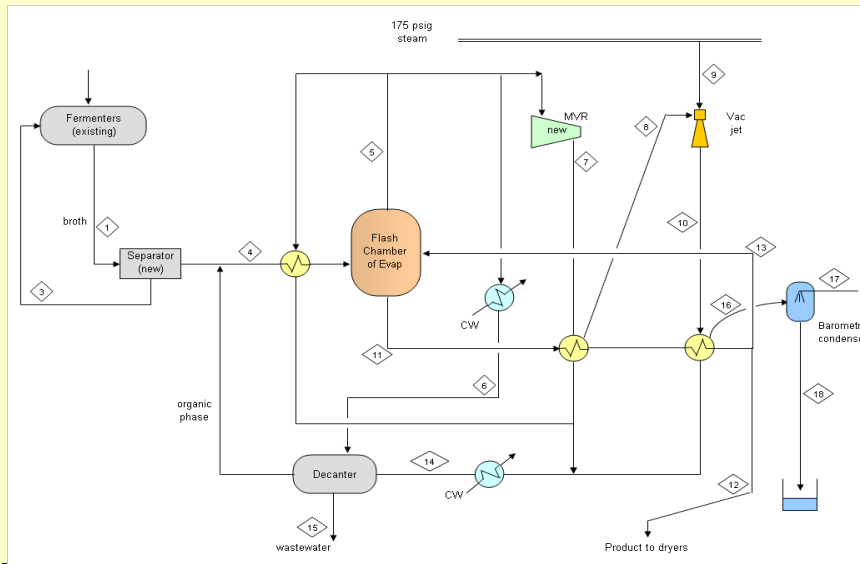 175 psig
steam
9
Fermenters
(existing)
MVR
new
8
Vac
jet
5
7
broth
1
10
Separator
(new)
4
Flash
Chamber
of Evap
13
3
17
16
CW
Barometr
condense
11
6
18
organic
phase
Decanter
14
12
CW
15
wastewater
Product to dryers